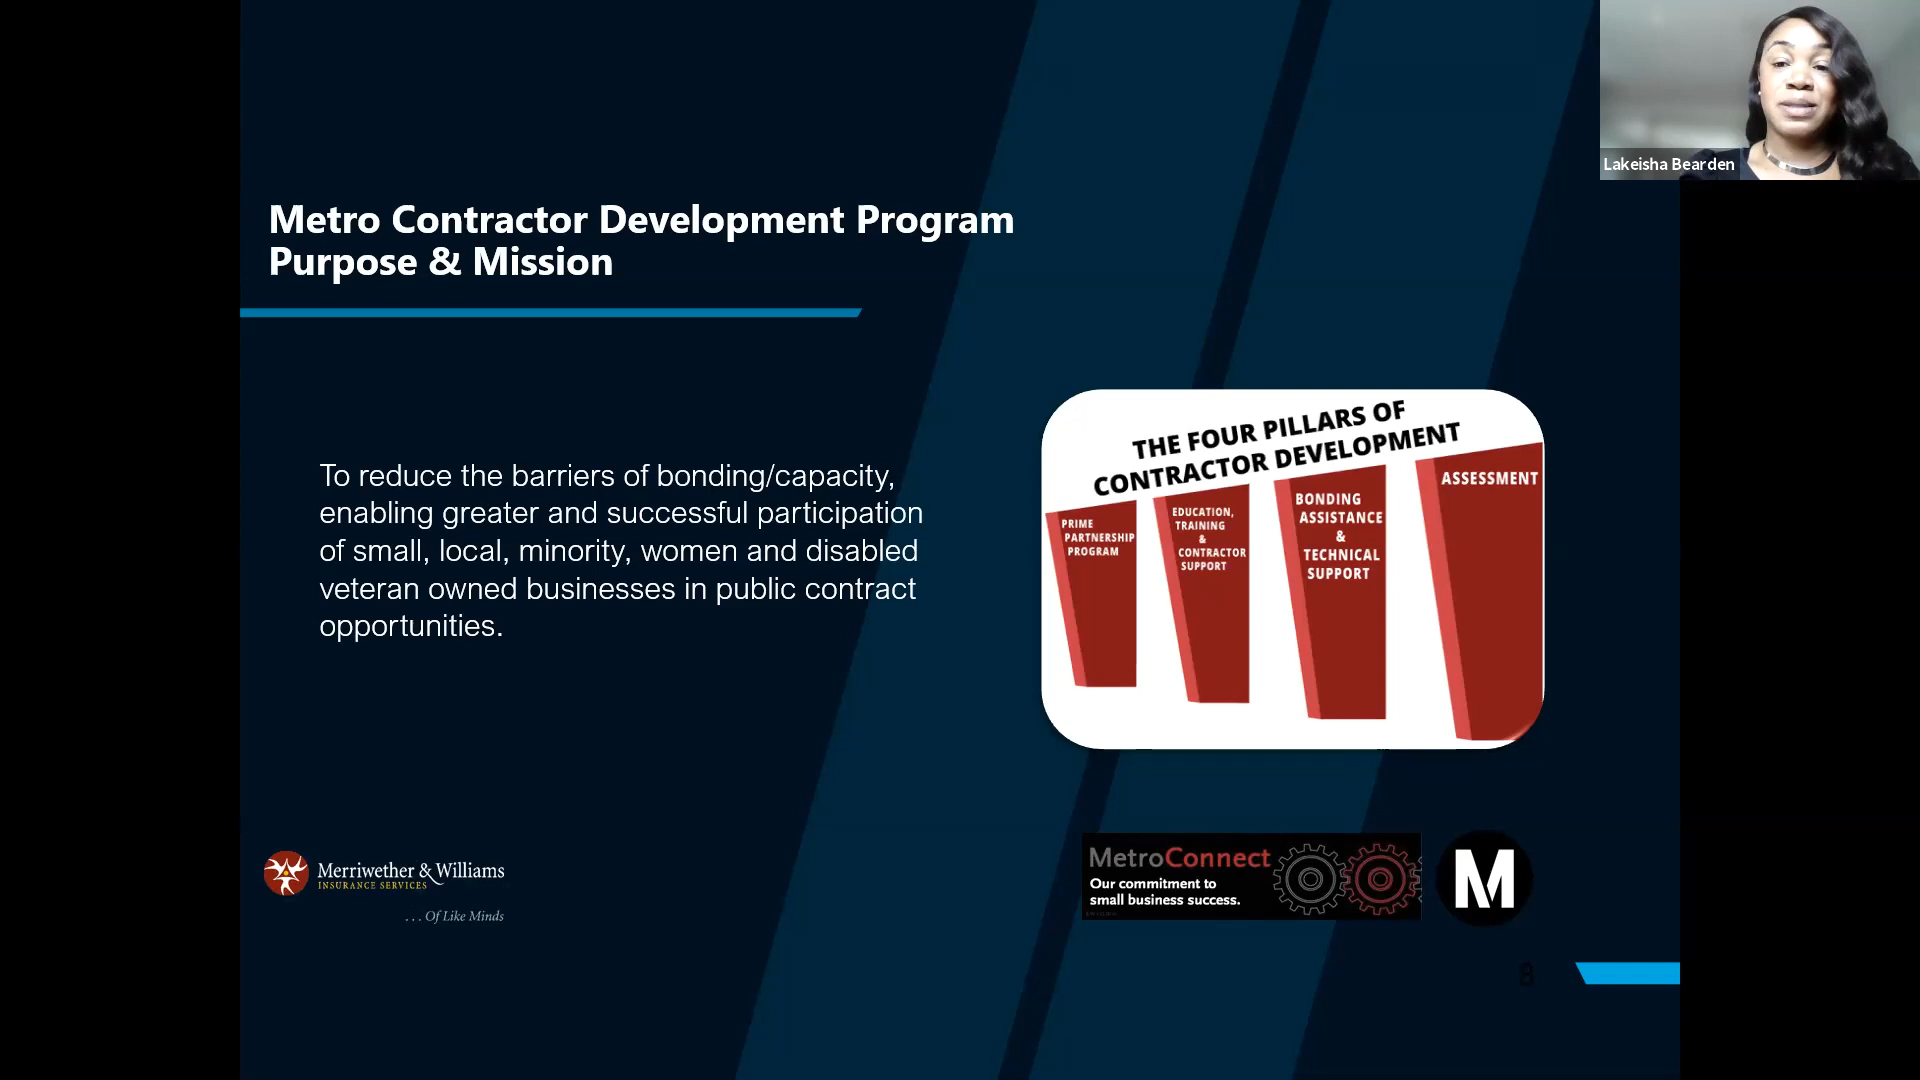 Lakeisha Bearden
Metro Contractor Development Program
Purpose & Mission
To reduce the barriers of bonding/capacity,
enabling greater and successful participation
of small, local, minority, women and disabled
veteran owned businesses in public contract
opportunities.
THE FOUR PILLARS OF
CONTRACTOR DEVELOPMENT
PRIME
PARTNERSHIP
PROGRAM
EDUCATION,
TRAINING
&
CONTRACTOR
SUPPORT
BONDING
ASSISTANCE
&
TECHNICAL
SUPPORT
ASSESSMENT
Merriwether & Williams
INSURANCE SERVICES
... Of Like Minds
MetroConnect
Our commitment to
small business success.
M
8